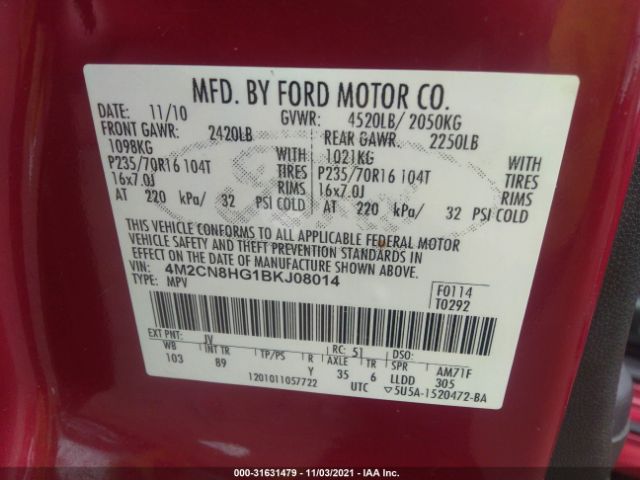 MFD. BY FORD MOTOR CO.
DATE: 11/10 GVWR: 4520LB/ 2050KG
FRONT GAWR: 2420LB REAR GAWR: 2250LB
1098KG WITH 1021KG WITH
P235/70R16 104T TIRES P235/70R16 104T TIRES
16x7.0J RIMS 16x7.0J RIMS
AT 220 kPa/ 32 PSI COLD AT 220 kPa/ 32 PSI COLD
THIS VEHICLE CONFORMS TO ALL APPLICABLE FEDERAL MOTOR
VEHICLE SAFETY AND THEFT PREVENTION STANDARDS IN
EFFECT ON THE DATE OF MANUFACTURE SHOWN ABOVE.
VIN: 4M2CN8HG1BKJ08014
TYPE: MPV
F0114
T0292
EXT PNT: JV RC: 51 DSO:
WB INT TR TP/PS R AXLE TR SPR AM71F
103 89 Y 35 6 LLDD 305
1201011057722 UTC ▽5U5A-1520472-BA
000-31631479 — 11/03/2021 — IAA Inc.